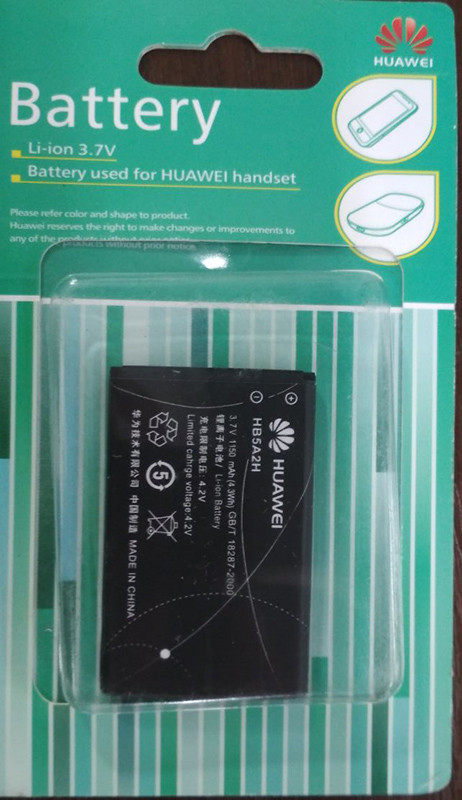 HUAWEI
Battery
Li-ion 3.7V
Battery used for HUAWEI handset
Please refer color and shape to product.
Huawei reserves the right to make changes or improvements to
any of the products without prior notice.
HUAWEI
HB5A2H
3.7V 1150 mAh(4.3Wh) GB/T 18287-2000
锂离子电池/ Li-ion Battery
充电限制电压: 4.2V
Limited cahrge voltage:4.2V
5
华为技术有限公司 中国制造 MADE IN CHINA